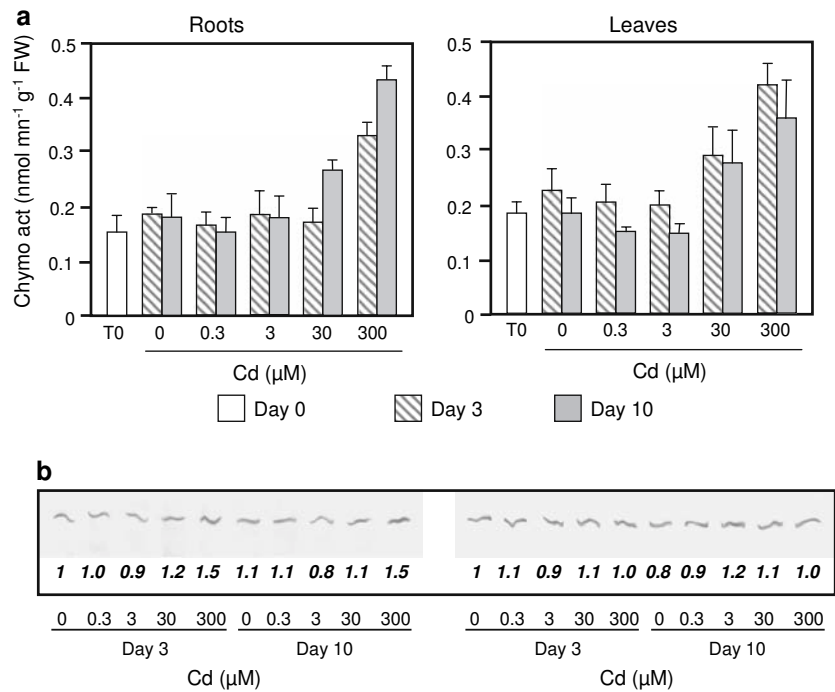 a
Roots
Leaves
Chymo act (nmol mn⁻¹ g⁻¹ FW)
0.5
0.4
0.3
0.2
0.1
0
T0 0 0.3 3 30 300
Cd (µM)
0.5
0.4
0.3
0.2
0.1
0
T0 0 0.3 3 30 300
Cd (µM)
Day 0 Day 3 Day 10
b
1 1.0 0.9 1.2 1.5 1.1 1.1 0.8 1.1 1.5
1 1.1 0.9 1.1 1.0 0.8 0.9 1.2 1.1 1.0
0 0.3 3 30 300 0 0.3 3 30 300
0 0.3 3 30 300 0 0.3 3 30 300
Day 3 Day 10
Day 3 Day 10
Cd (µM)
Cd (µM)